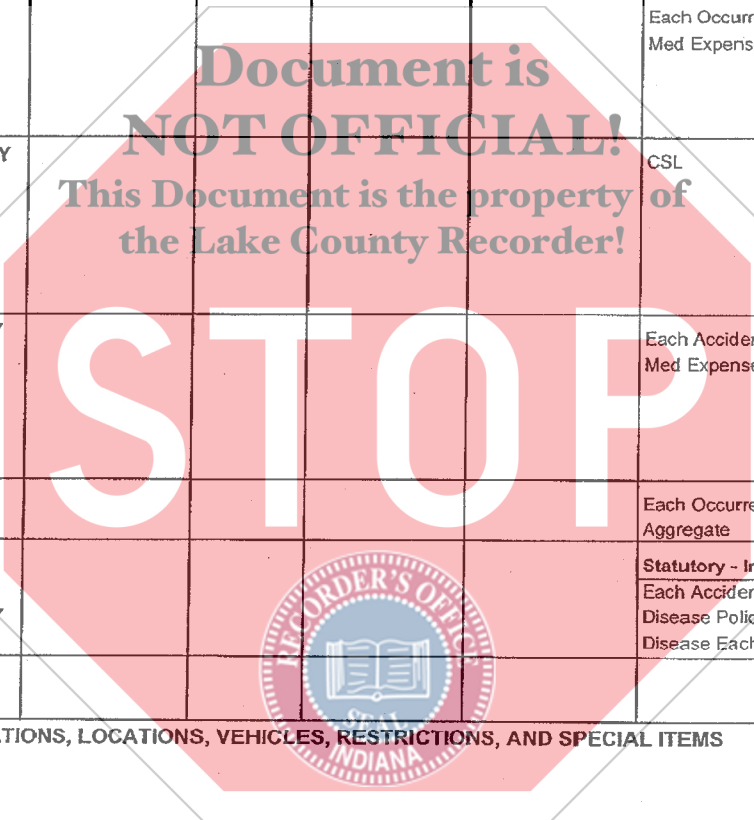 Each Occurr
Med Expens
Document is
NOT OFFICIAL!
Y
CSL
This Document is the property of
the Lake County Recorder!
Each Acciden
Med Expense
STOP
Each Occurre
Aggregate
Statutory - In
Each Acciden
Disease Polic
Disease Each
RECORDER'S OFFICE
SEAL
INDIANA
ATIONS, LOCATIONS, VEHICLES, RESTRICTIONS, AND SPECIAL ITEMS